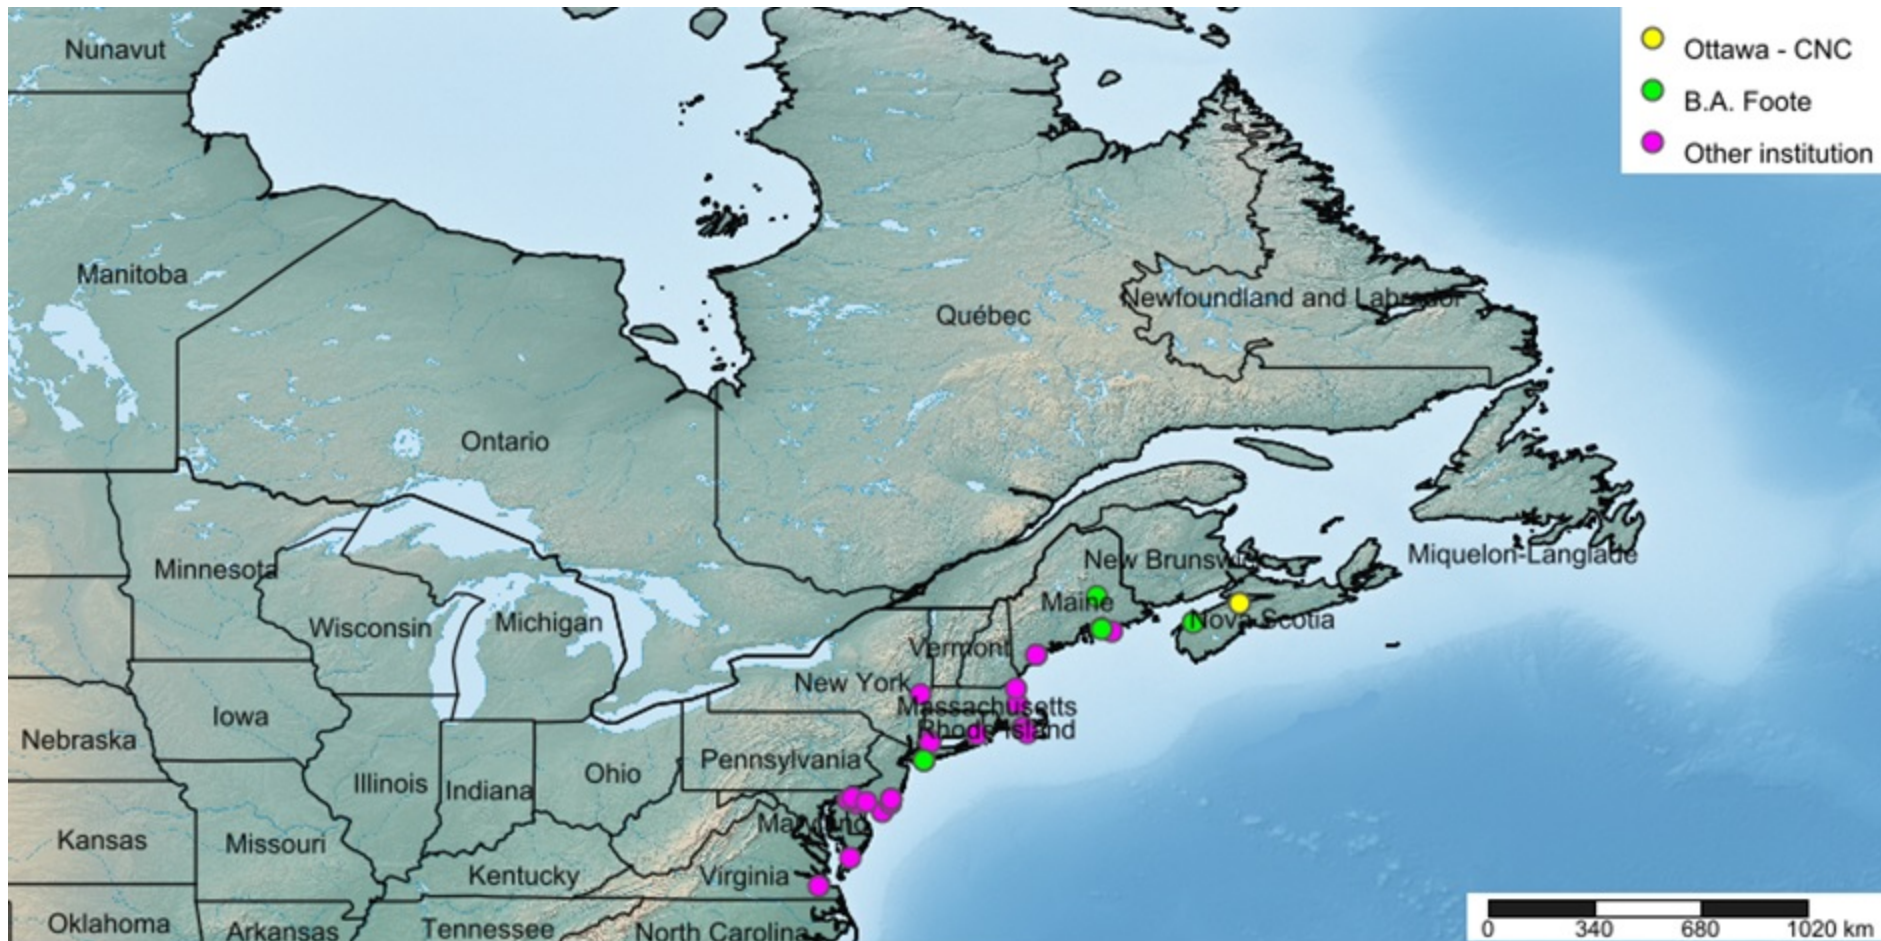 Nunavut
Ottawa - CNC
B.A. Foote
Other institution
Manitoba
Newfoundland and Labrador
Québec
Ontario
New Brunswick
Miquelon-Langlade
Minnesota
Maine
Nova Scotia
Wisconsin
Michigan
Vermont
New York
Massachusetts
Iowa
Rhode Island
Nebraska
Pennsylvania
Illinois
Indiana
Ohio
Maryland
Kansas
Missouri
Kentucky
Virginia
Oklahoma
Arkansas
Tennessee
North Carolina
0 340 680 1020 km